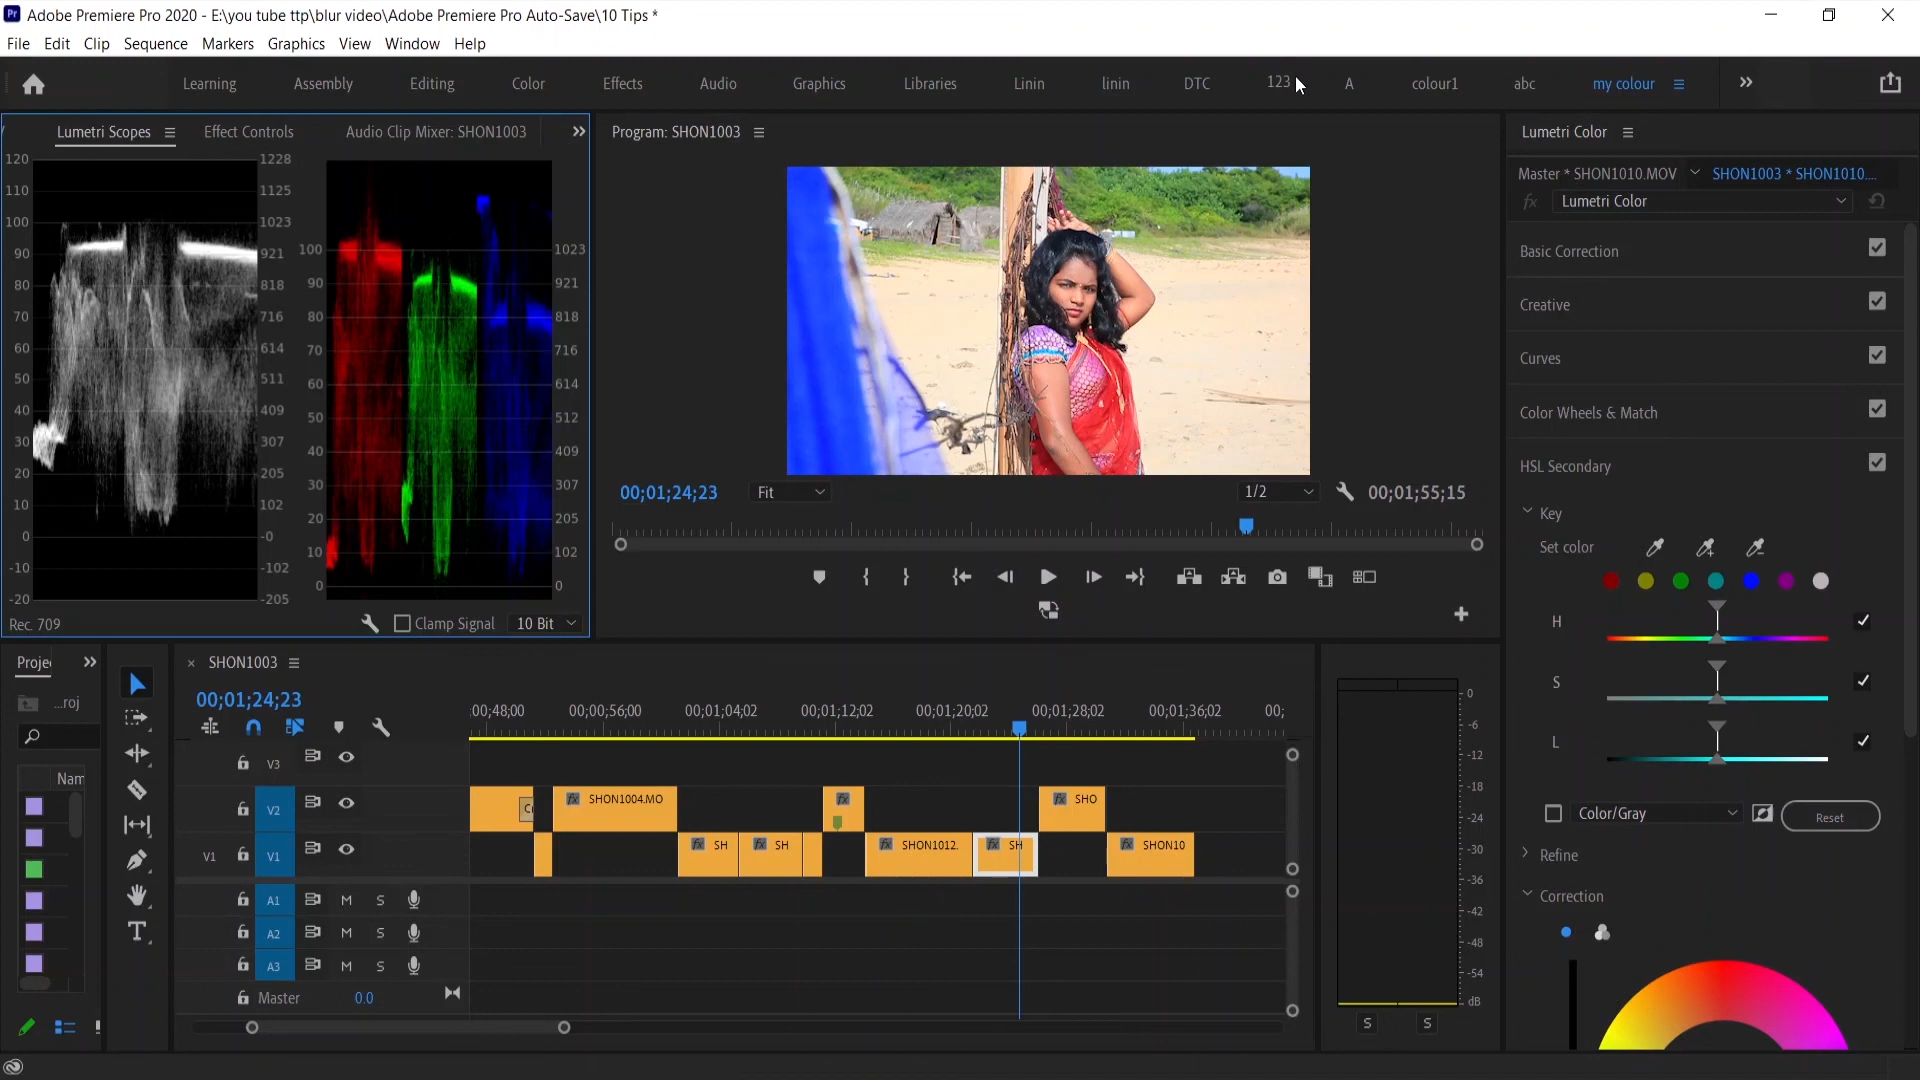 Adobe Premiere Pro 2020 - E:\you tube ttp\blur video\Adobe Premiere Pro Auto-Save\10 Tips *
File Edit Clip Sequence Markers Graphics View Window Help
Learning Assembly Editing Color Effects Audio Graphics Libraries Linin linin DTC 123 A colour1 abc my colour
Lumetri Scopes Effect Controls Audio Clip Mixer: SHON1003
Program: SHON1003
Lumetri Color
Master * SHON1010.MOV SHON1003 * SHON1010....
fx Lumetri Color
120 1228
110 1125
100 1023
90 921
80 818
70 716
60 614
50 511
40 409
30 307
20 205
10 102
0 -0
-10 -102
-20 -205
100 1023
90 921
80 818
70 716
60 614
50 512
40 409
30 307
20 205
10 102
0 0
Rec. 709 Clamp Signal 10 Bit
00;01;24;23 Fit 1/2 00;01;55;15
Basic Correction
Creative
Curves
Color Wheels & Match
HSL Secondary
Key
Set color
H
S
L
Color/Gray Reset
Refine
Correction
Proje
...roj
Nam
SHON1003
00;01;24;23
:00;48;00 00;00;56;00 00;01;04;02 00;01;12;02 00;01;20;02 00;01;28;02 00;01;36;02 00;
V3
V2 fx SHON1004.MO fx fx SHO
V1 V1 fx SH fx SH fx SHON1012. fx SH fx SHON10
A1 M S
A2 M S
A3 M S
Master 0.0
0
-6
-12
-18
-24
-30
-36
-42
-48
-54
dB
S S